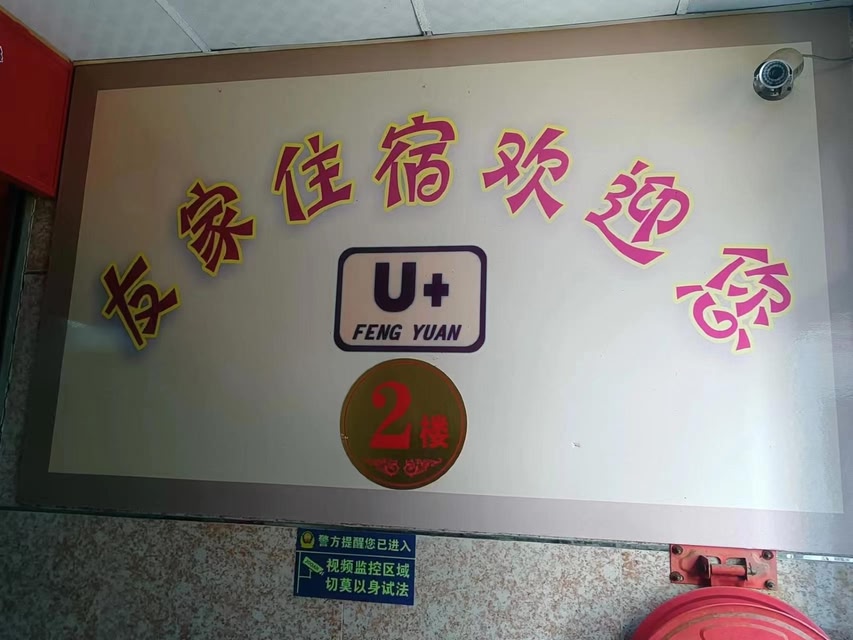 友家住宿欢迎您
U+
FENG YUAN
2楼
警方提醒您已进入
视频监控区域
切莫以身试法